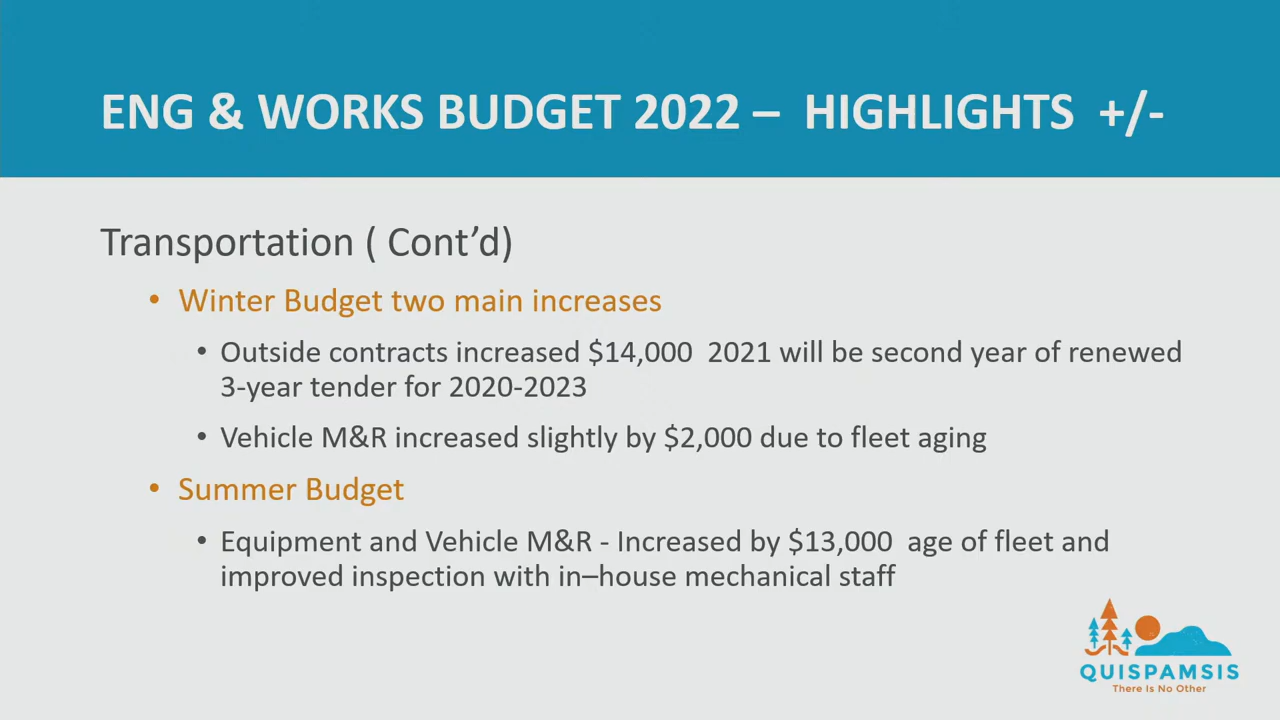 ENG & WORKS BUDGET 2022 – HIGHLIGHTS +/-
Transportation ( Cont’d)
• Winter Budget two main increases
• Outside contracts increased $14,000 2021 will be second year of renewed
3-year tender for 2020-2023
• Vehicle M&R increased slightly by $2,000 due to fleet aging
• Summer Budget
• Equipment and Vehicle M&R - Increased by $13,000 age of fleet and
improved inspection with in–house mechanical staff
QUISPAMSIS
There Is No Other